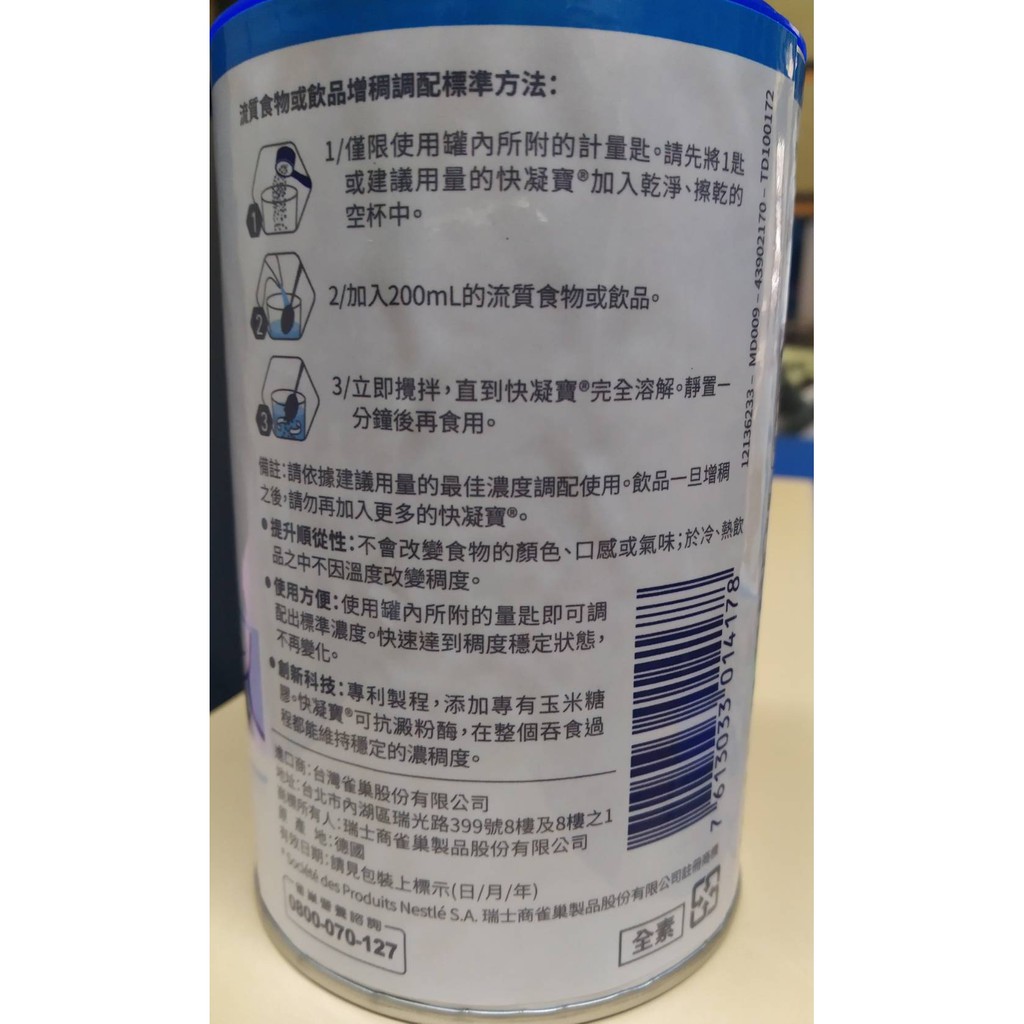 流質食物或飲品增稠調配標準方法：
1/僅限使用罐內所附的計量匙。請先將1匙
或建議用量的快凝寶®加入乾淨、擦乾的
空杯中。
1
2/加入200mL的流質食物或飲品。
2
3/立即攪拌，直到快凝寶®完全溶解。靜置一
分鐘後再食用。
3
備註：請依據建議用量的最佳濃度調配使用。飲品一旦增稠
之後，請勿再加入更多的快凝寶®。
•提升順從性：不會改變食物的顏色、口感或氣味；於冷、熱飲
品之中不因溫度改變稠度。
•使用方便：使用罐內所附的量匙即可調
配出標準濃度。快速達到稠度穩定狀態，
不再變化。
•創新科技：專利製程，添加專有玉米糖
膠。快凝寶®可抗澱粉酶，在整個吞食過
程都能維持穩定的濃稠度。
進口商：台灣雀巢股份有限公司
地址：台北市內湖區瑞光路399號8樓及8樓之1
商標所有人：瑞士商雀巢製品股份有限公司
原產地：德國
有效日期：請見包裝上標示(日/月/年)
* Société des Produits Nestlé S.A. 瑞士商雀巢製品股份有限公司註冊商標
雀巢營養諮詢
0800-070-127
全素
7 613033 014178
12136233 – MD009 – 43902170 – TD100172